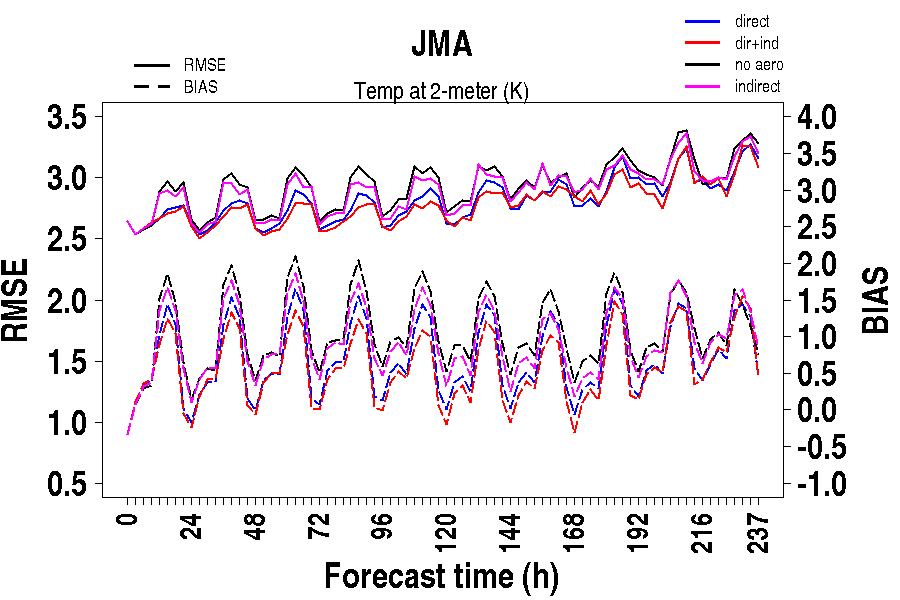 JMA
RMSE
BIAS
direct
dir+ind
no aero
indirect
Temp at 2-meter (K)
3.5
3.0
2.5
2.0
1.5
1.0
0.5
RMSE
4.0
3.5
3.0
2.5
2.0
1.5
1.0
0.5
0.0
-0.5
-1.0
BIAS
0 24 48 72 96 120 144 168 192 216 237
Forecast time (h)